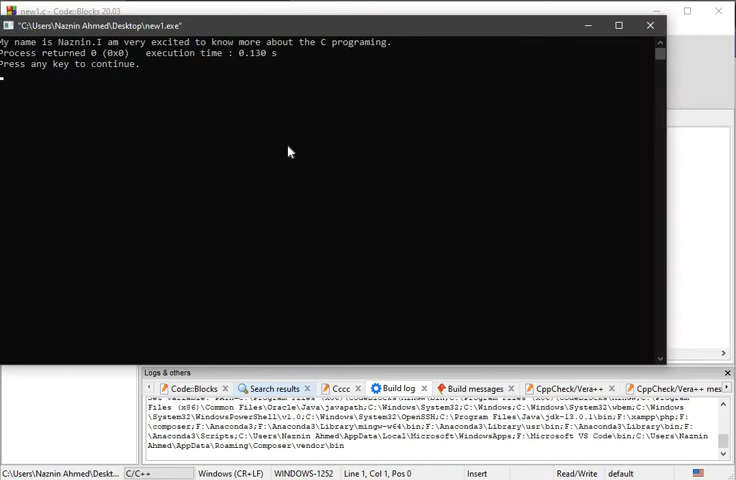 new1.c - Code::Blocks 20.03
"C:\Users\Naznin Ahmed\Desktop\new1.exe"
My name is Naznin.I am very excited to know more about the C programing.
Process returned 0 (0x0)   execution time : 0.130 s
Press any key to continue.
Logs & others
Code::Blocks
Search results
Cccc
Build log
Build messages
CppCheck/Vera++
CppCheck/Vera++ mes
Files (x86)\Common Files\Oracle\Java\javapath;C:\Windows\System32;C:\Windows\System32\wbem;C:\Windows
\System32\WindowsPowerShell\v1.0;C:\Windows\System32\OpenSSH;C:\Program Files\Java\jdk-13.0.1\bin;F:\xampp\php;F:
\composer;F:\Anaconda3;F:\Anaconda3\Library\mingw-w64\bin;F:\Anaconda3\Library\usr\bin;F:\Anaconda3\Library\bin;
F:\Anaconda3\Scripts;C:\Users\Naznin Ahmed\AppData\Local\Microsoft\WindowsApps;F:\Microsoft VS Code\bin;C:\Users\Naznin
Ahmed\AppData\Roaming\Composer\vendor\bin
C:\Users\Naznin Ahmed\Deskt...
C/C++
Windows (CR+LF)
WINDOWS-1252
Line 1, Col 1, Pos 0
Insert
Read/Write
default